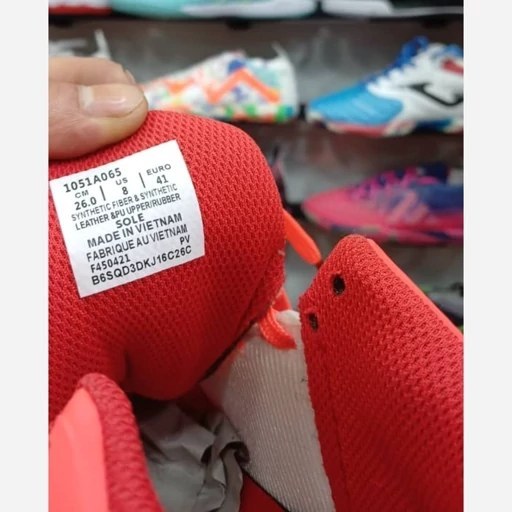 1051A065
CM | US | EURO
26.0 | 8 | 41
SYNTHETIC FIBER & SYNTHETIC
LEATHER &PU UPPER/RUBBER
SOLE
MADE IN VIETNAM
FABRIQUE AU VIETNAM
F450421 PV
B6SQD3DKJ16C26C